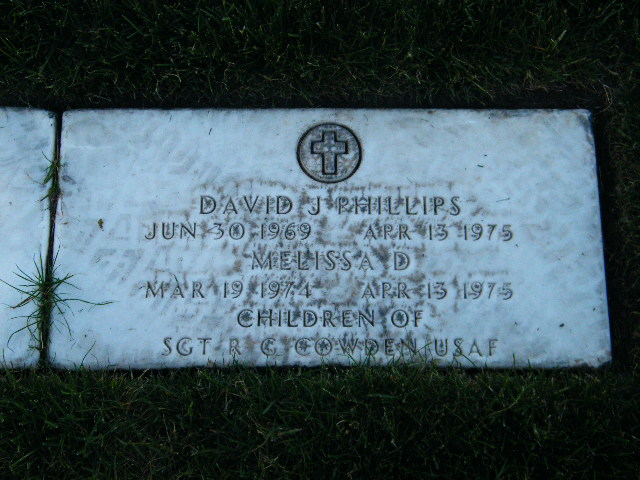 DAVID J PHILLIPS
JUN 30 1969 APR 13 1975
MELISSA D
MAR 19 1974 APR 13 1975
CHILDREN OF
SGT R C COWDEN USAF